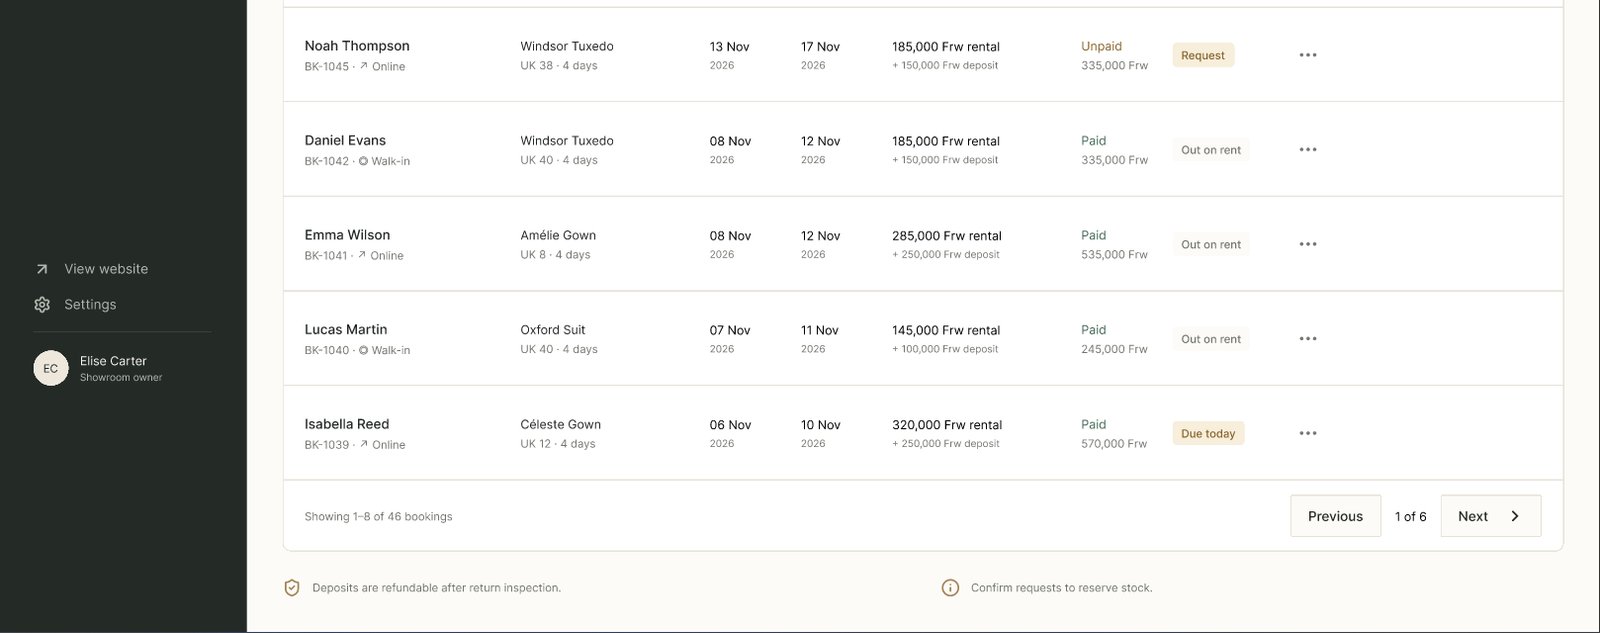 View website
Settings
EC
Elise Carter
Showroom owner
Noah Thompson
BK-1045 · ↗ Online
Windsor Tuxedo
UK 38 · 4 days
13 Nov
2026
17 Nov
2026
185,000 Frw rental
+ 150,000 Frw deposit
Unpaid
335,000 Frw
Request
Daniel Evans
BK-1042 · Walk-in
Windsor Tuxedo
UK 40 · 4 days
08 Nov
2026
12 Nov
2026
185,000 Frw rental
+ 150,000 Frw deposit
Paid
335,000 Frw
Out on rent
Emma Wilson
BK-1041 · ↗ Online
Amélie Gown
UK 8 · 4 days
08 Nov
2026
12 Nov
2026
285,000 Frw rental
+ 250,000 Frw deposit
Paid
535,000 Frw
Out on rent
Lucas Martin
BK-1040 · Walk-in
Oxford Suit
UK 40 · 4 days
07 Nov
2026
11 Nov
2026
145,000 Frw rental
+ 100,000 Frw deposit
Paid
245,000 Frw
Out on rent
Isabella Reed
BK-1039 · ↗ Online
Céleste Gown
UK 12 · 4 days
06 Nov
2026
10 Nov
2026
320,000 Frw rental
+ 250,000 Frw deposit
Paid
570,000 Frw
Due today
Showing 1–8 of 46 bookings
Previous
1 of 6
Next
Deposits are refundable after return inspection.
Confirm requests to reserve stock.